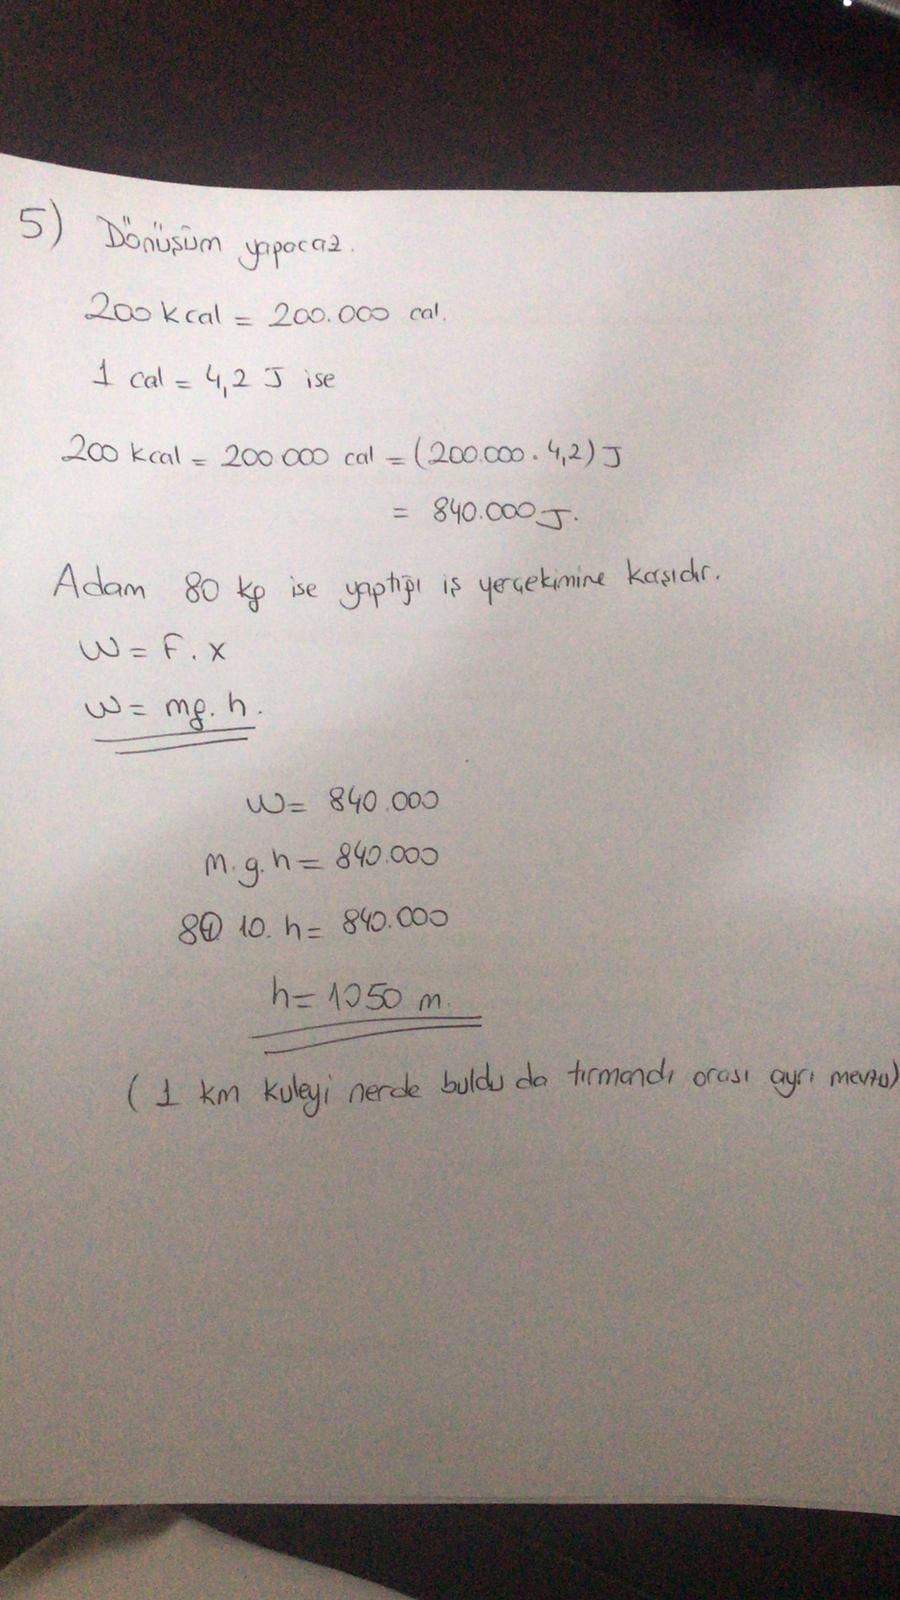 5) Dönüşüm yapocaz.
200 kcal = 200.000 cal.
1 cal = 4,2 J ise
200 kcal = 200 000 cal = (200.000 . 4,2) J
= 840.000 J.
Adam 80 kg ise yaptığı iş yerçekimine karşıdır.
W = F . x
W = mg. h.
W = 840.000
m. g. h = 840.000
80 10. h = 840.000
h = 1050 m.
( 1 km kuleyi nerde buldu da tırmandı orası ayrı mevzu)